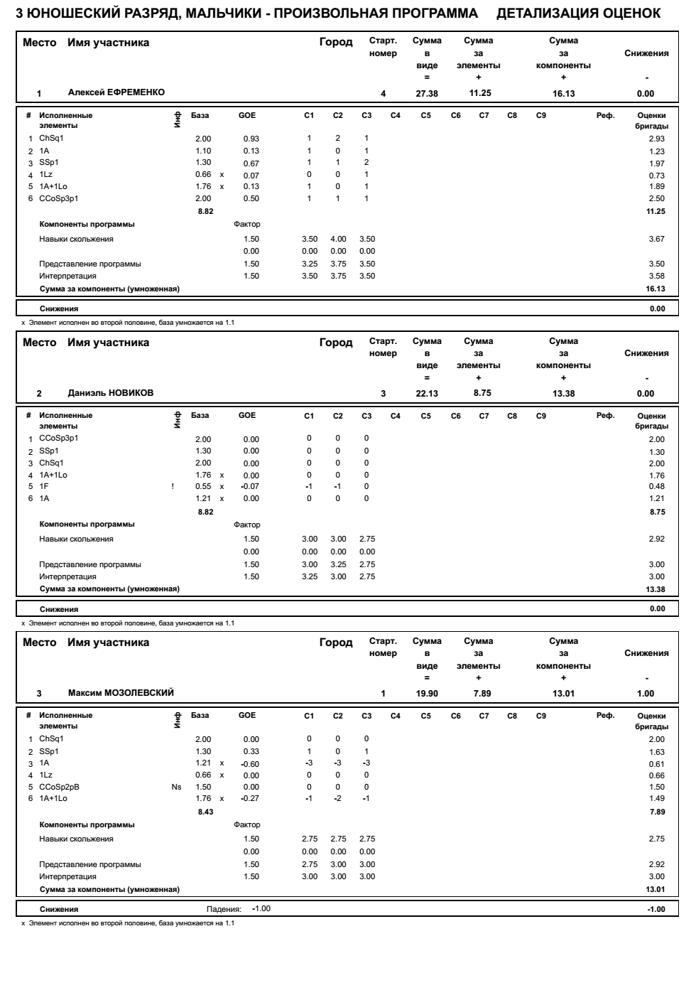 3 ЮНОШЕСКИЙ РАЗРЯД, МАЛЬЧИКИ - ПРОИЗВОЛЬНАЯ ПРОГРАММА ДЕТАЛИЗАЦИЯ ОЦЕНОК
Место Имя участника Город Старт. Сумма Сумма Сумма
номер в за за Снижения
виде элементы компоненты
= + + -
1 Алексей ЕФРЕМЕНКО 4 27.38 11.25 16.13 0.00
# Исполненные Инф База GOE C1 C2 C3 C4 C5 C6 C7 C8 C9 Реф. Оценки
элементы бригады
1 ChSq1 2.00 0.93 1 2 1 2.93
2 1A 1.10 0.13 1 0 1 1.23
3 SSp1 1.30 0.67 1 1 2 1.97
4 1Lz 0.66 x 0.07 0 0 1 0.73
5 1A+1Lo 1.76 x 0.13 1 0 1 1.89
6 CCoSp3p1 2.00 0.50 1 1 1 2.50
8.82 11.25
Компоненты программы Фактор
Навыки скольжения 1.50 3.50 4.00 3.50 3.67
0.00 0.00 0.00 0.00
Представление программы 1.50 3.25 3.75 3.50 3.50
Интерпретация 1.50 3.50 3.75 3.50 3.58
Сумма за компоненты (умноженная) 16.13
Снижения 0.00
x Элемент исполнен во второй половине, база умножается на 1.1
Место Имя участника Город Старт. Сумма Сумма Сумма
номер в за за Снижения
виде элементы компоненты
= + + -
2 Даниэль НОВИКОВ 3 22.13 8.75 13.38 0.00
# Исполненные Инф База GOE C1 C2 C3 C4 C5 C6 C7 C8 C9 Реф. Оценки
элементы бригады
1 CCoSp3p1 2.00 0.00 0 0 0 2.00
2 SSp1 1.30 0.00 0 0 0 1.30
3 ChSq1 2.00 0.00 0 0 0 2.00
4 1A+1Lo 1.76 x 0.00 0 0 0 1.76
5 1F ! 0.55 x -0.07 -1 -1 0 0.48
6 1A 1.21 x 0.00 0 0 0 1.21
8.82 8.75
Компоненты программы Фактор
Навыки скольжения 1.50 3.00 3.00 2.75 2.92
0.00 0.00 0.00 0.00
Представление программы 1.50 3.00 3.25 2.75 3.00
Интерпретация 1.50 3.25 3.00 2.75 3.00
Сумма за компоненты (умноженная) 13.38
Снижения 0.00
x Элемент исполнен во второй половине, база умножается на 1.1
Место Имя участника Город Старт. Сумма Сумма Сумма
номер в за за Снижения
виде элементы компоненты
= + + -
3 Максим МОЗОЛЕВСКИЙ 1 19.90 7.89 13.01 1.00
# Исполненные Инф База GOE C1 C2 C3 C4 C5 C6 C7 C8 C9 Реф. Оценки
элементы бригады
1 ChSq1 2.00 0.00 0 0 0 2.00
2 SSp1 1.30 0.33 1 0 1 1.63
3 1A 1.21 x -0.60 -3 -3 -3 0.61
4 1Lz 0.66 x 0.00 0 0 0 0.66
5 CCoSp2pB Ns 1.50 0.00 0 0 0 1.50
6 1A+1Lo 1.76 x -0.27 -1 -2 -1 1.49
8.43 7.89
Компоненты программы Фактор
Навыки скольжения 1.50 2.75 2.75 2.75 2.75
0.00 0.00 0.00 0.00
Представление программы 1.50 2.75 3.00 3.00 2.92
Интерпретация 1.50 3.00 3.00 3.00 3.00
Сумма за компоненты (умноженная) 13.01
Снижения Падения: -1.00 -1.00
x Элемент исполнен во второй половине, база умножается на 1.1